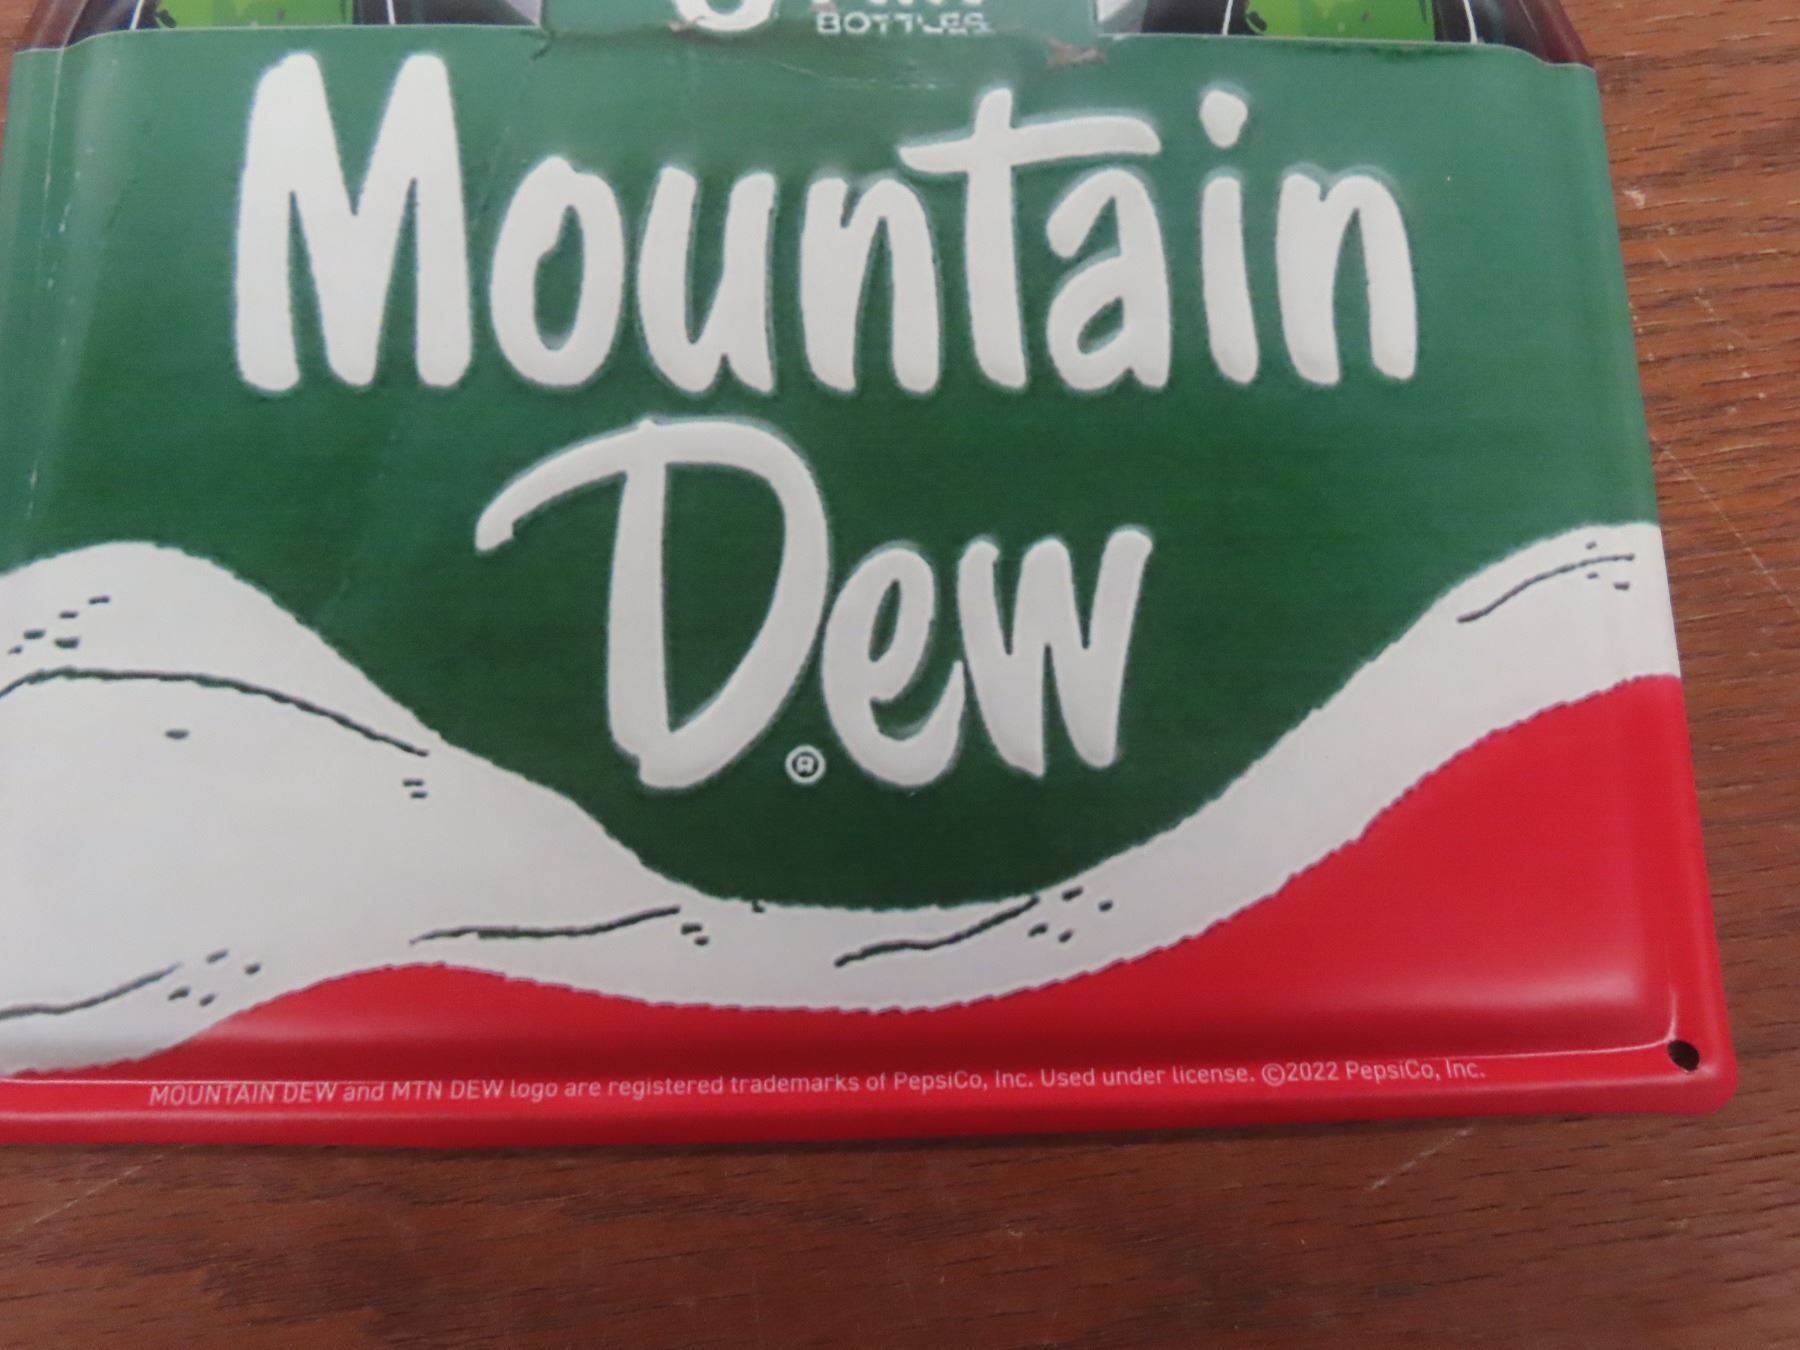 BOTTLES
Mountain
Dew
®
MOUNTAIN DEW and MTN DEW logo are registered trademarks of PepsiCo, Inc. Used under license. ©2022 PepsiCo, Inc.